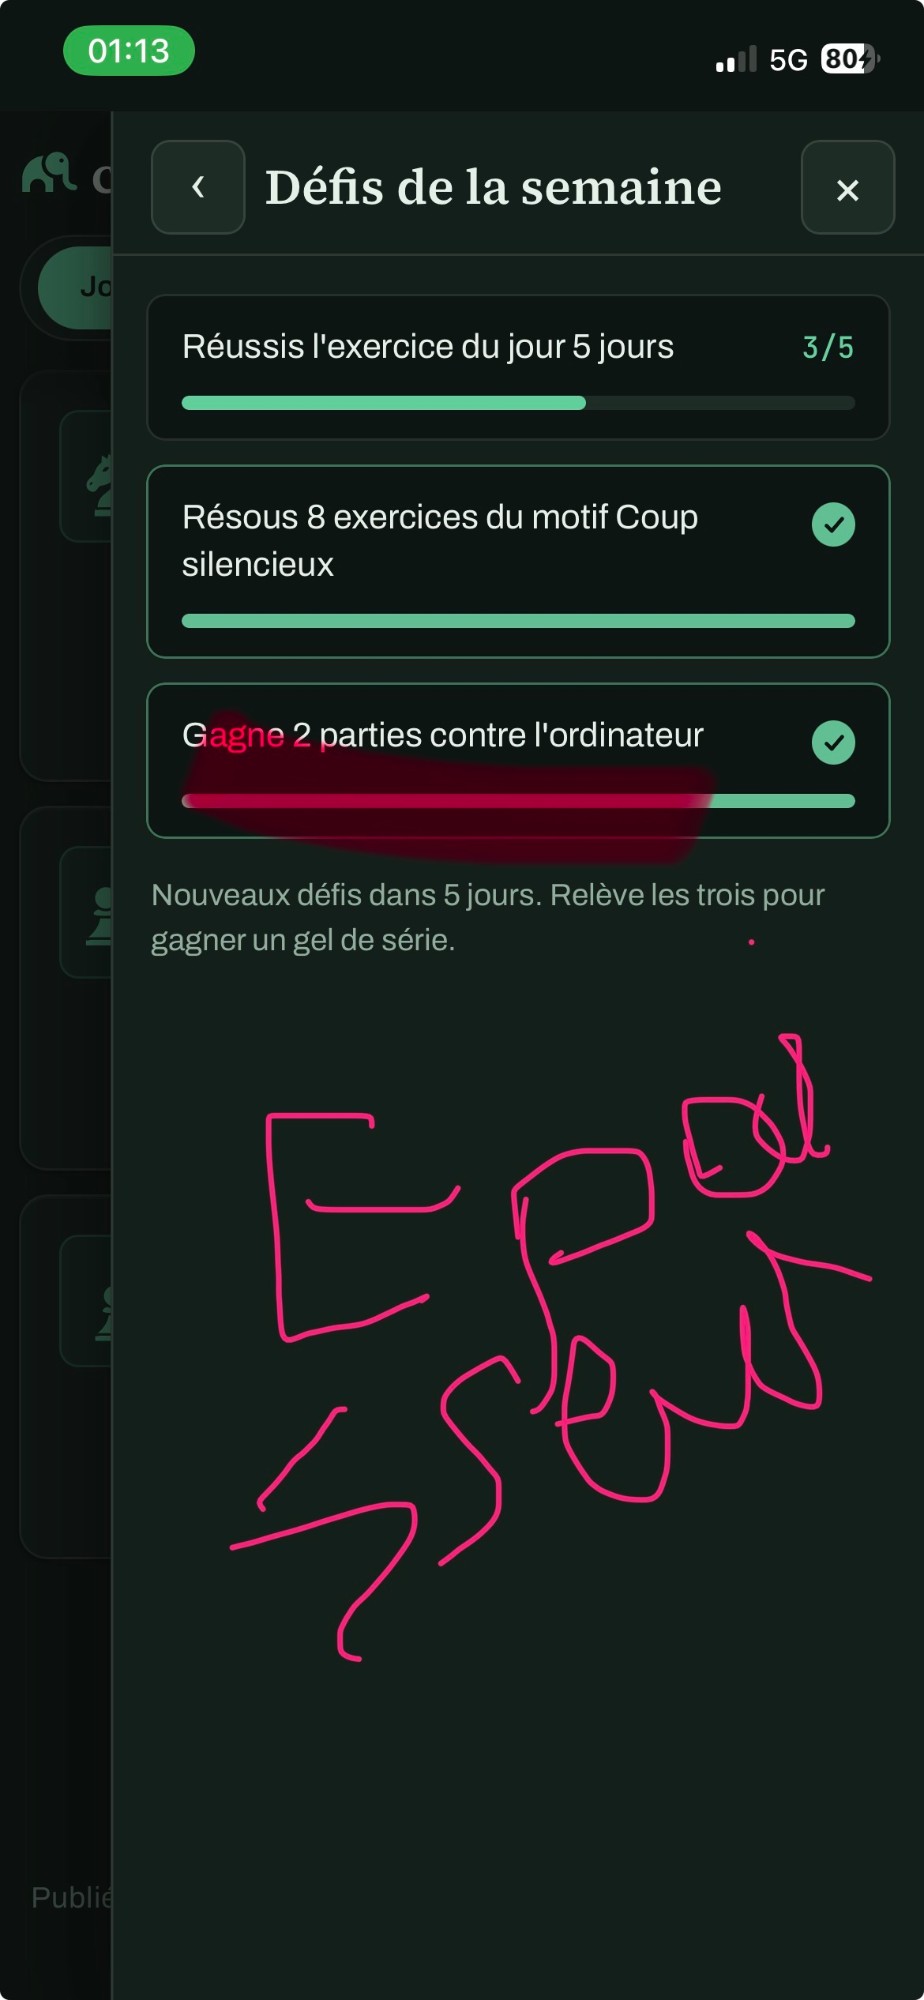 01:13
5G 80
Défis de la semaine
Jo
Réussis l'exercice du jour 5 jours 3/5
Résous 8 exercices du motif Coup
silencieux
Gagne 2 parties contre l'ordinateur
Nouveaux défis dans 5 jours. Relève les trois pour
gagner un gel de série.
Publié